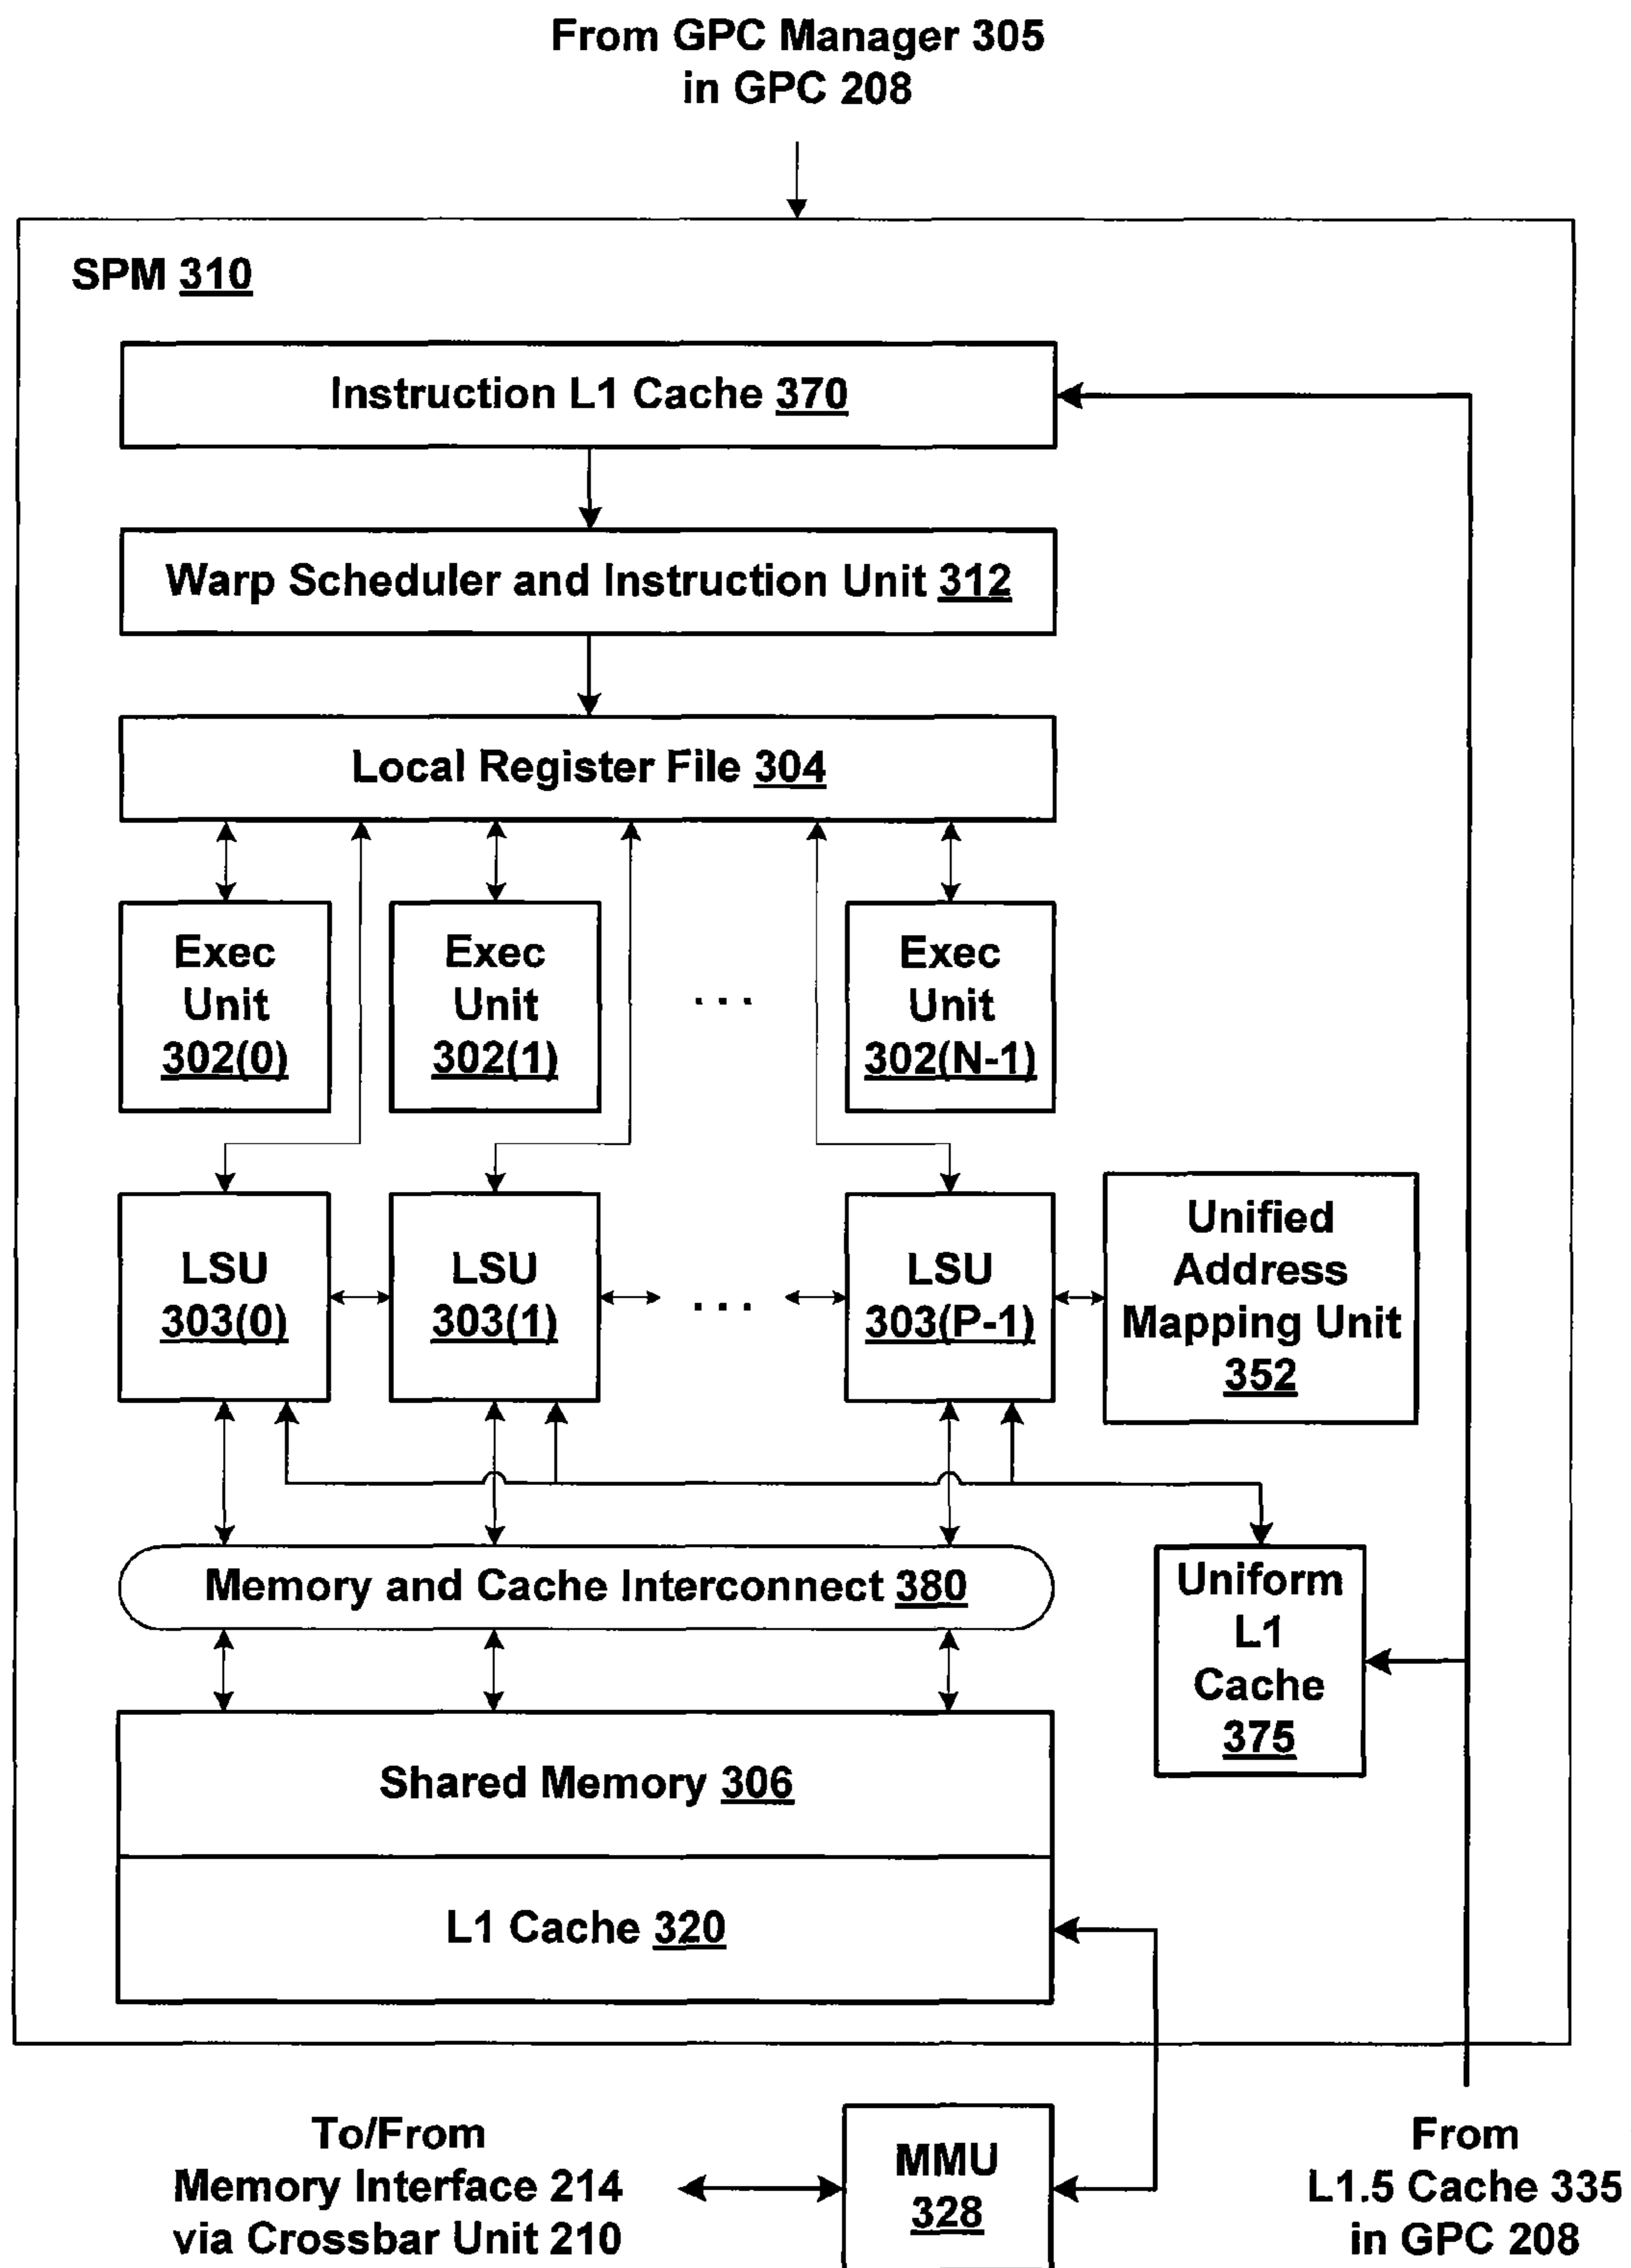 From GPC Manager 305
in GPC 208
SPM 310
Instruction L1 Cache 370
Warp Scheduler and Instruction Unit 312
Local Register File 304
Exec
Unit
302(0)
Exec
Unit
302(1)
. . .
Exec
Unit
302(N-1)
LSU
303(0)
LSU
303(1)
. . .
LSU
303(P-1)
Unified
Address
Mapping Unit
352
Memory and Cache Interconnect 380
Uniform
L1
Cache
375
Shared Memory 306
L1 Cache 320
To/From
Memory Interface 214
via Crossbar Unit 210
MMU
328
From
L1.5 Cache 335
in GPC 208